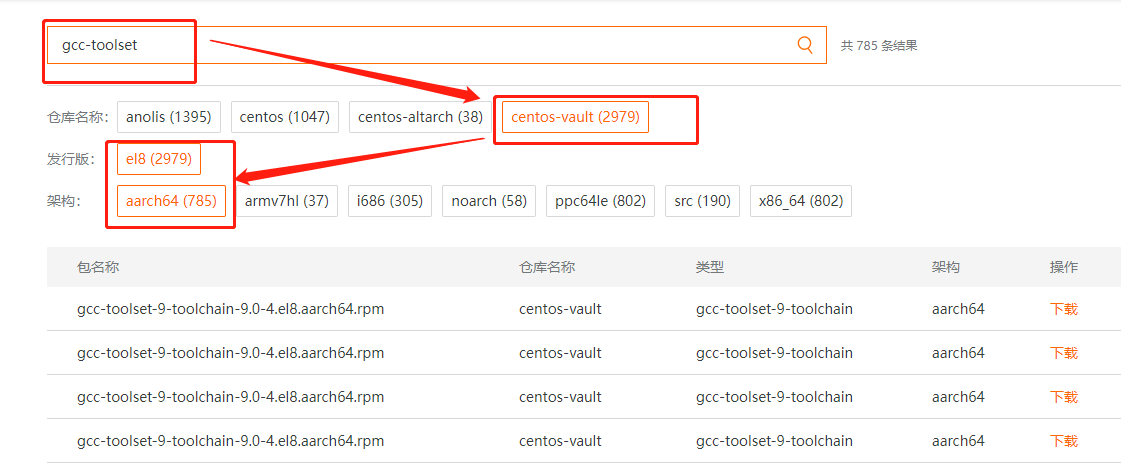 gcc-toolset 共 785 条结果
仓库名称: anolis (1395) centos (1047) centos-altarch (38) centos-vault (2979)
发行版: el8 (2979)
架构: aarch64 (785) armv7hl (37) i686 (305) noarch (58) ppc64le (802) src (190) x86_64 (802)
包名称 仓库名称 类型 架构 操作
gcc-toolset-9-toolchain-9.0-4.el8.aarch64.rpm centos-vault gcc-toolset-9-toolchain aarch64 下载
gcc-toolset-9-toolchain-9.0-4.el8.aarch64.rpm centos-vault gcc-toolset-9-toolchain aarch64 下载
gcc-toolset-9-toolchain-9.0-4.el8.aarch64.rpm centos-vault gcc-toolset-9-toolchain aarch64 下载
gcc-toolset-9-toolchain-9.0-4.el8.aarch64.rpm centos-vault gcc-toolset-9-toolchain aarch64 下载